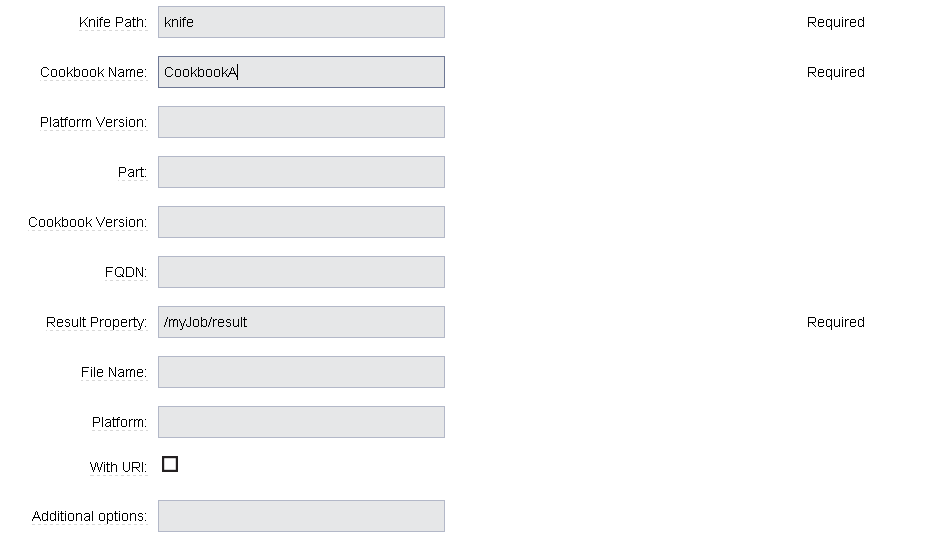 Knife Path: knife Required
Cookbook Name: CookbookA Required
Platform Version:
Part:
Cookbook Version:
FQDN:
Result Property: /myJob/result Required
File Name:
Platform:
With URI:
Additional options: